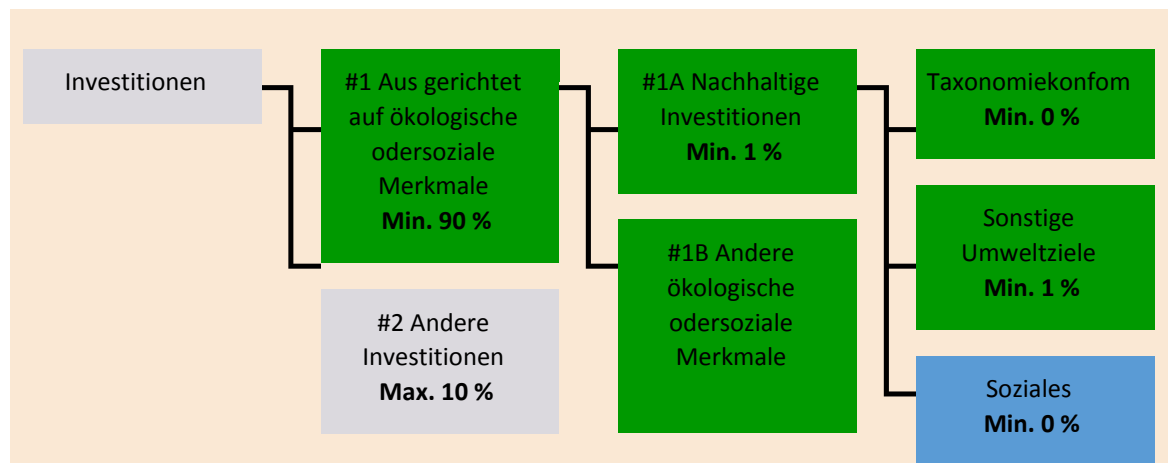 Investitionen
#1 Aus gerichtet
auf ökologische
odersoziale
Merkmale
Min. 90 %
#2 Andere
Investitionen
Max. 10 %
#1A Nachhaltige
Investitionen
Min. 1 %
#1B Andere
ökologische
odersoziale
Merkmale
Taxonomiekonfom
Min. 0 %
Sonstige
Umweltziele
Min. 1 %
Soziales
Min. 0 %